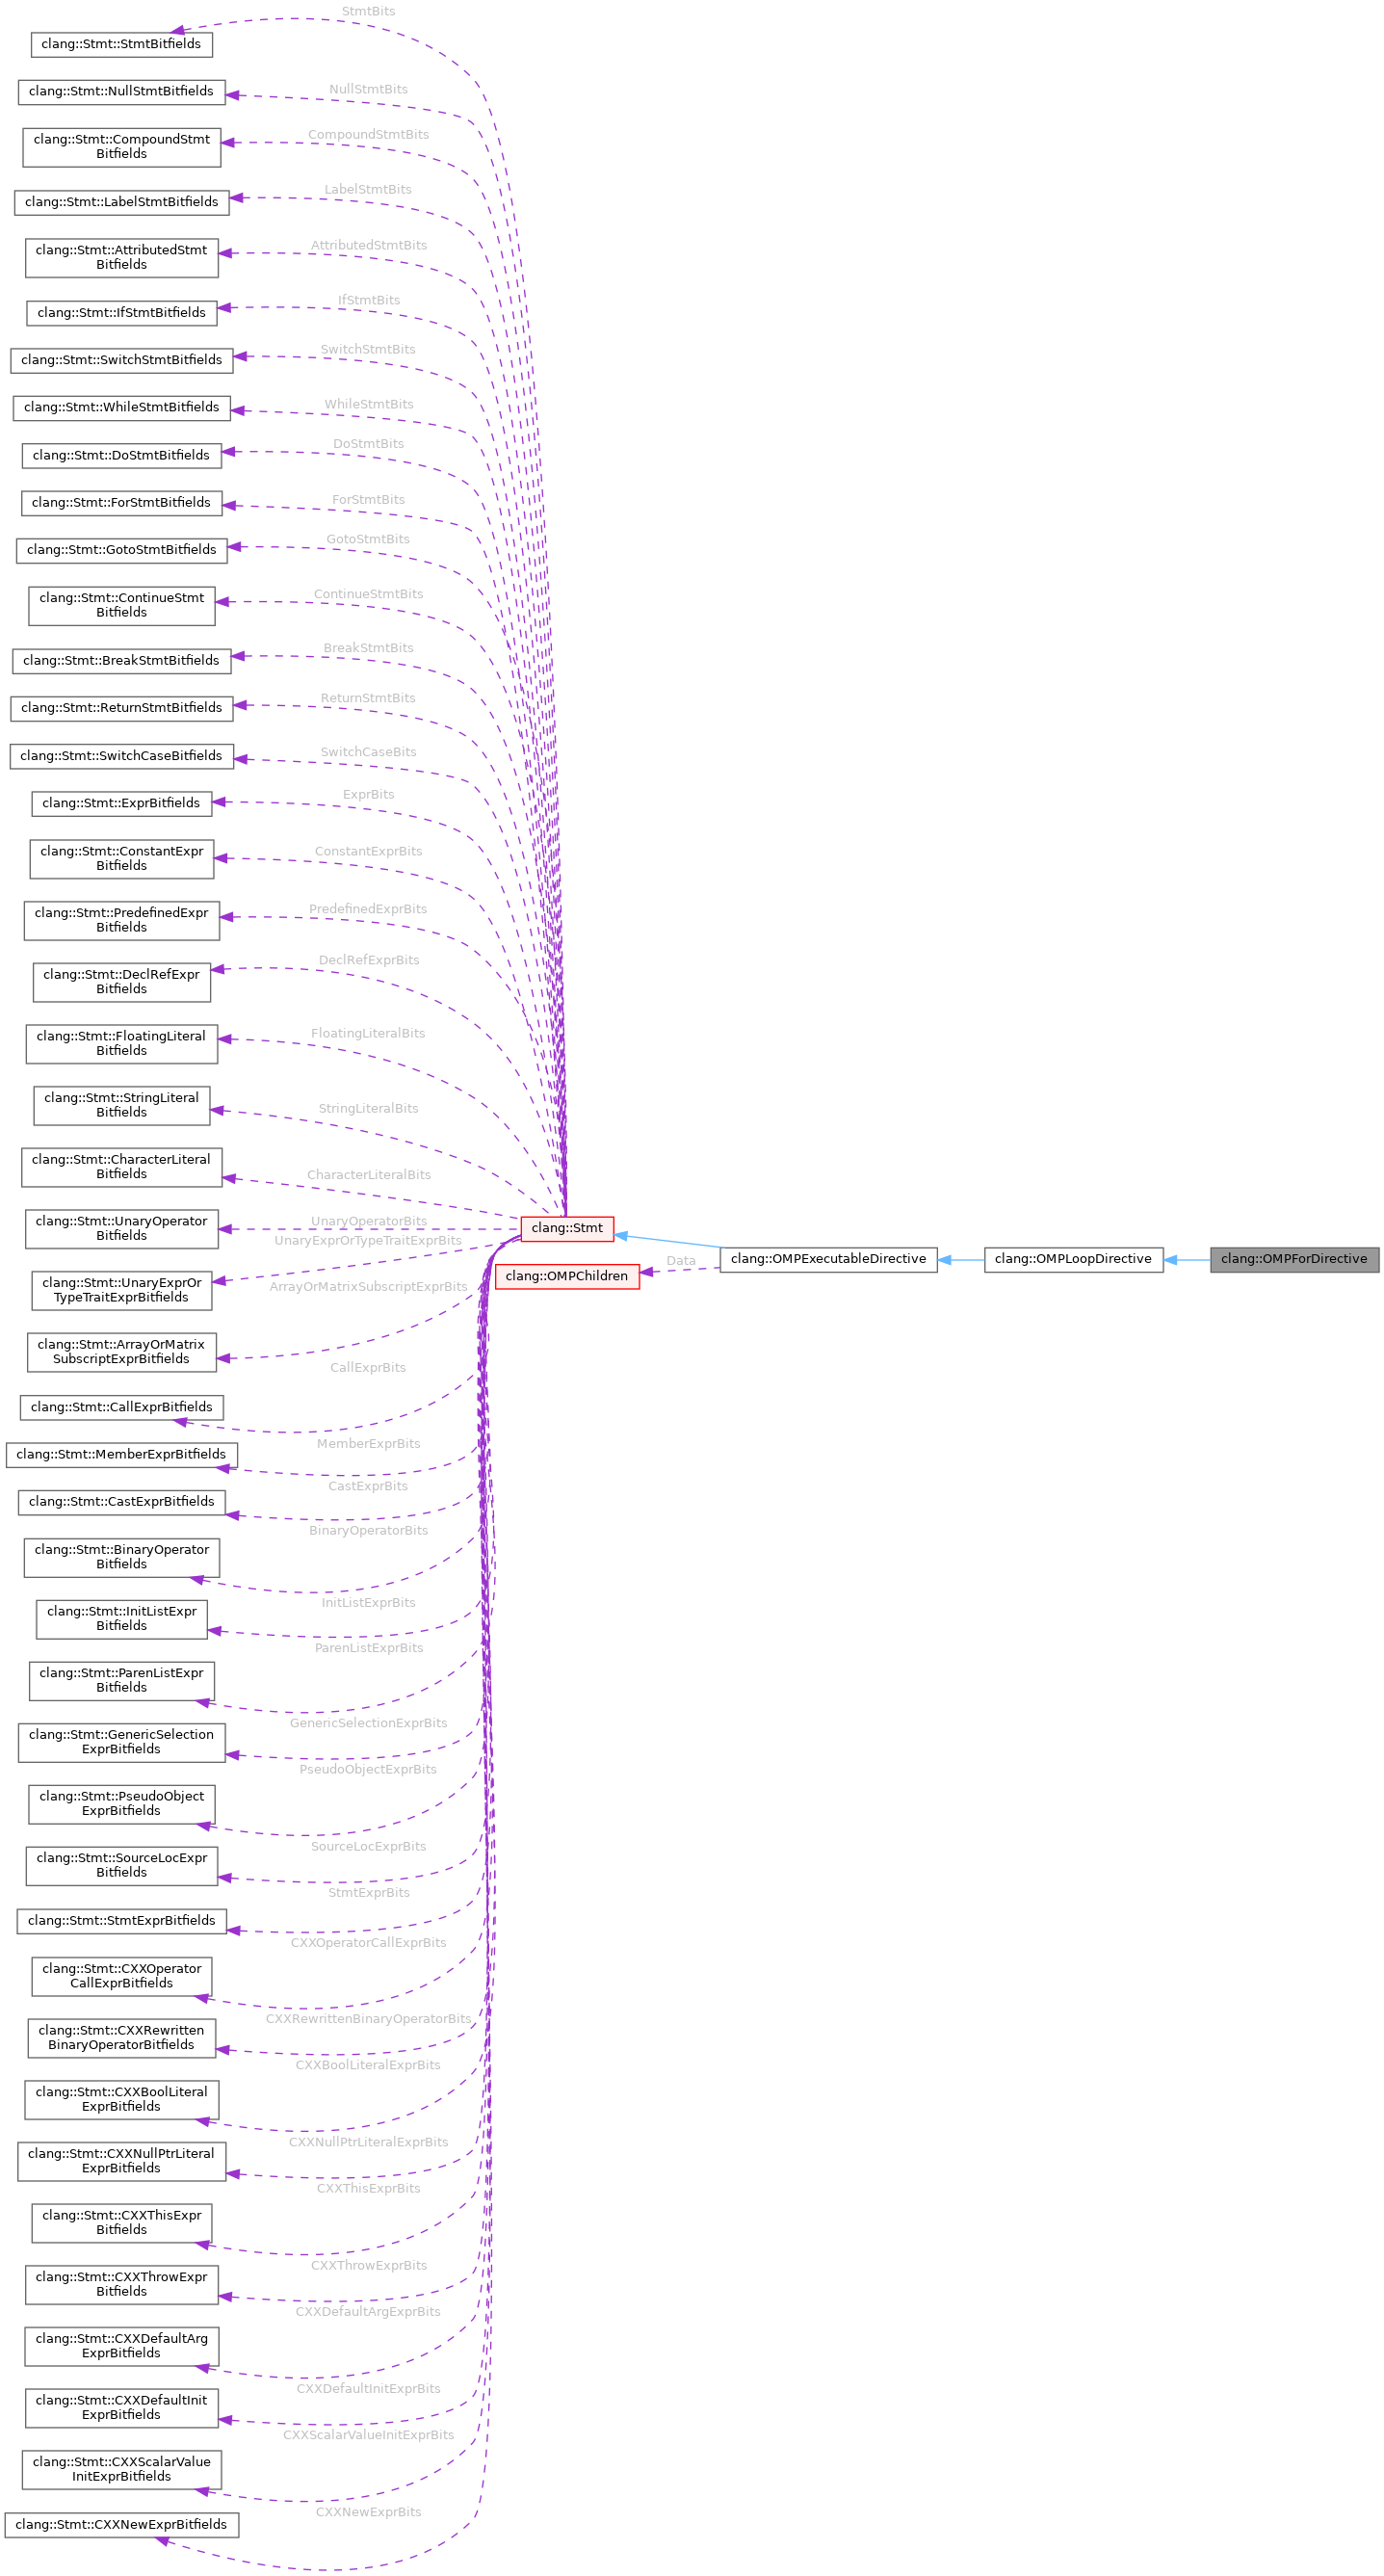 StmtBits
clang::Stmt::StmtBitfields
NullStmtBits
clang::Stmt::NullStmtBitfields
CompoundStmtBits
clang::Stmt::CompoundStmt
Bitfields
LabelStmtBits
clang::Stmt::LabelStmtBitfields
AttributedStmtBits
clang::Stmt::AttributedStmt
Bitfields
IfStmtBits
clang::Stmt::IfStmtBitfields
SwitchStmtBits
clang::Stmt::SwitchStmtBitfields
WhileStmtBits
clang::Stmt::WhileStmtBitfields
DoStmtBits
clang::Stmt::DoStmtBitfields
ForStmtBits
clang::Stmt::ForStmtBitfields
GotoStmtBits
clang::Stmt::GotoStmtBitfields
ContinueStmtBits
clang::Stmt::ContinueStmt
Bitfields
BreakStmtBits
clang::Stmt::BreakStmtBitfields
ReturnStmtBits
clang::Stmt::ReturnStmtBitfields
SwitchCaseBits
clang::Stmt::SwitchCaseBitfields
ExprBits
clang::Stmt::ExprBitfields
ConstantExprBits
clang::Stmt::ConstantExpr
Bitfields
PredefinedExprBits
clang::Stmt::PredefinedExpr
Bitfields
DeclRefExprBits
clang::Stmt::DeclRefExpr
Bitfields
FloatingLiteralBits
clang::Stmt::FloatingLiteral
Bitfields
StringLiteralBits
clang::Stmt::StringLiteral
Bitfields
CharacterLiteralBits
clang::Stmt::CharacterLiteral
Bitfields
UnaryOperatorBits
clang::Stmt::UnaryOperator
Bitfields
clang::Stmt
UnaryExprOrTypeTraitExprBits
clang::Stmt::UnaryExprOr
TypeTraitExprBitfields
clang::OMPChildren
Data
clang::OMPExecutableDirective
clang::OMPLoopDirective
clang::OMPForDirective
ArrayOrMatrixSubscriptExprBits
clang::Stmt::ArrayOrMatrix
SubscriptExprBitfields
CallExprBits
clang::Stmt::CallExprBitfields
MemberExprBits
clang::Stmt::MemberExprBitfields
CastExprBits
clang::Stmt::CastExprBitfields
BinaryOperatorBits
clang::Stmt::BinaryOperator
Bitfields
InitListExprBits
clang::Stmt::InitListExpr
Bitfields
ParenListExprBits
clang::Stmt::ParenListExpr
Bitfields
GenericSelectionExprBits
clang::Stmt::GenericSelection
ExprBitfields
PseudoObjectExprBits
clang::Stmt::PseudoObject
ExprBitfields
SourceLocExprBits
clang::Stmt::SourceLocExpr
Bitfields
StmtExprBits
clang::Stmt::StmtExprBitfields
CXXOperatorCallExprBits
clang::Stmt::CXXOperator
CallExprBitfields
CXXRewrittenBinaryOperatorBits
clang::Stmt::CXXRewritten
BinaryOperatorBitfields
CXXBoolLiteralExprBits
clang::Stmt::CXXBoolLiteral
ExprBitfields
CXXNullPtrLiteralExprBits
clang::Stmt::CXXNullPtrLiteral
ExprBitfields
CXXThisExprBits
clang::Stmt::CXXThisExpr
Bitfields
CXXThrowExprBits
clang::Stmt::CXXThrowExpr
Bitfields
CXXDefaultArgExprBits
clang::Stmt::CXXDefaultArg
ExprBitfields
CXXDefaultInitExprBits
clang::Stmt::CXXDefaultInit
ExprBitfields
CXXScalarValueInitExprBits
clang::Stmt::CXXScalarValue
InitExprBitfields
CXXNewExprBits
clang::Stmt::CXXNewExprBitfields